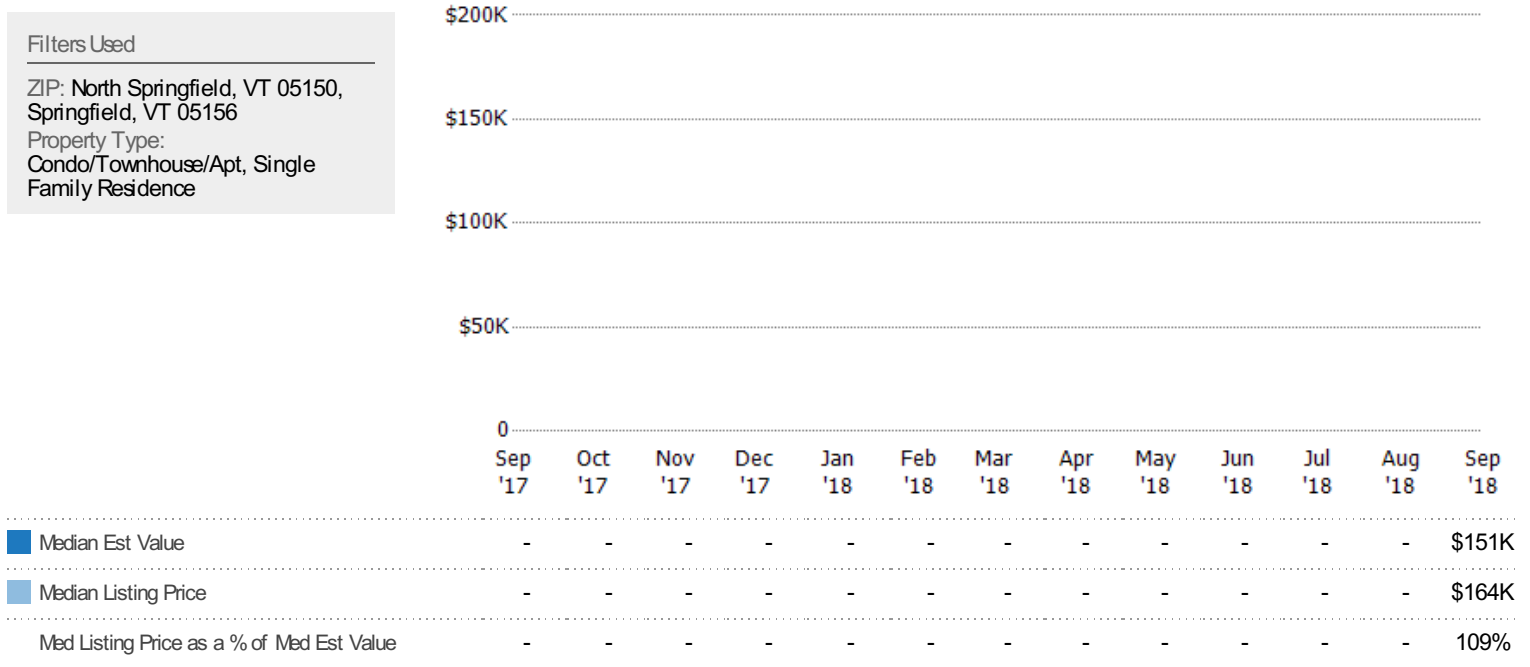 Filters Used
ZIP: North Springfield, VT 05150,
Springfield, VT 05156
Property Type:
Condo/Townhouse/Apt, Single
Family Residence
$200K
$150K
$100K
$50K
0
Sep Oct Nov Dec Jan Feb Mar Apr May Jun Jul Aug Sep
'17 '17 '17 '17 '18 '18 '18 '18 '18 '18 '18 '18 '18
Median Est Value - - - - - - - - - - - - $151K
Median Listing Price - - - - - - - - - - - - $164K
Med Listing Price as a % of Med Est Value - - - - - - - - - - - - 109%